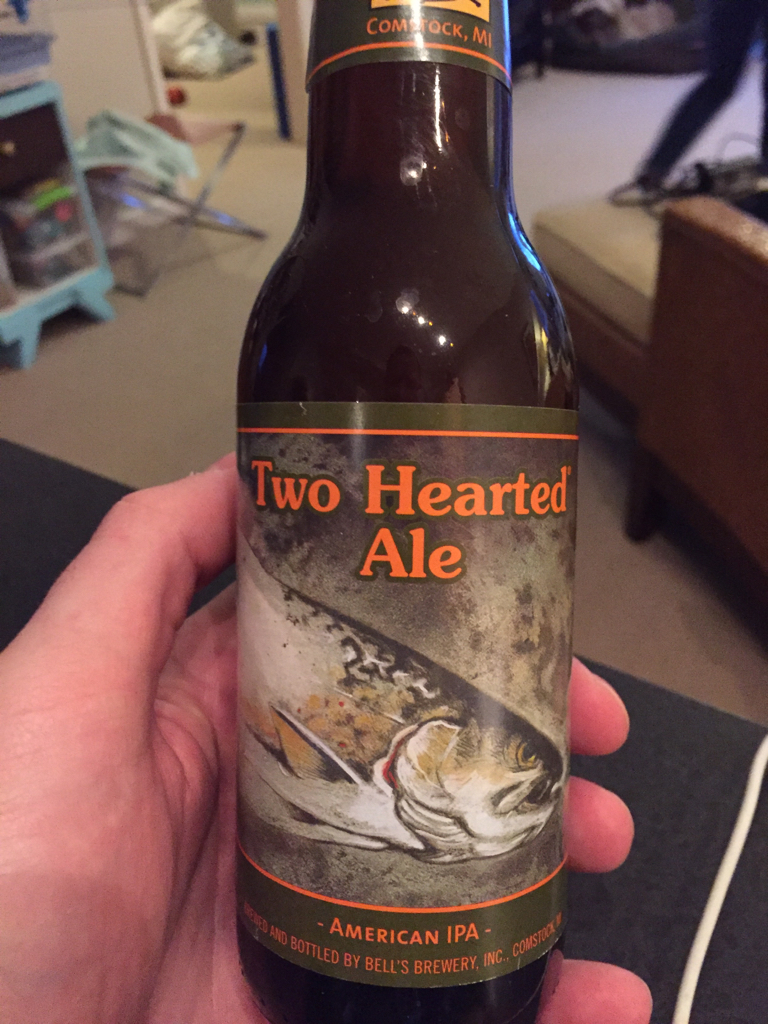 COMSTOCK, MI
Two Hearted®
Ale
- AMERICAN IPA -
BREWED AND BOTTLED BY BELL'S BREWERY, INC., COMSTOCK, MI